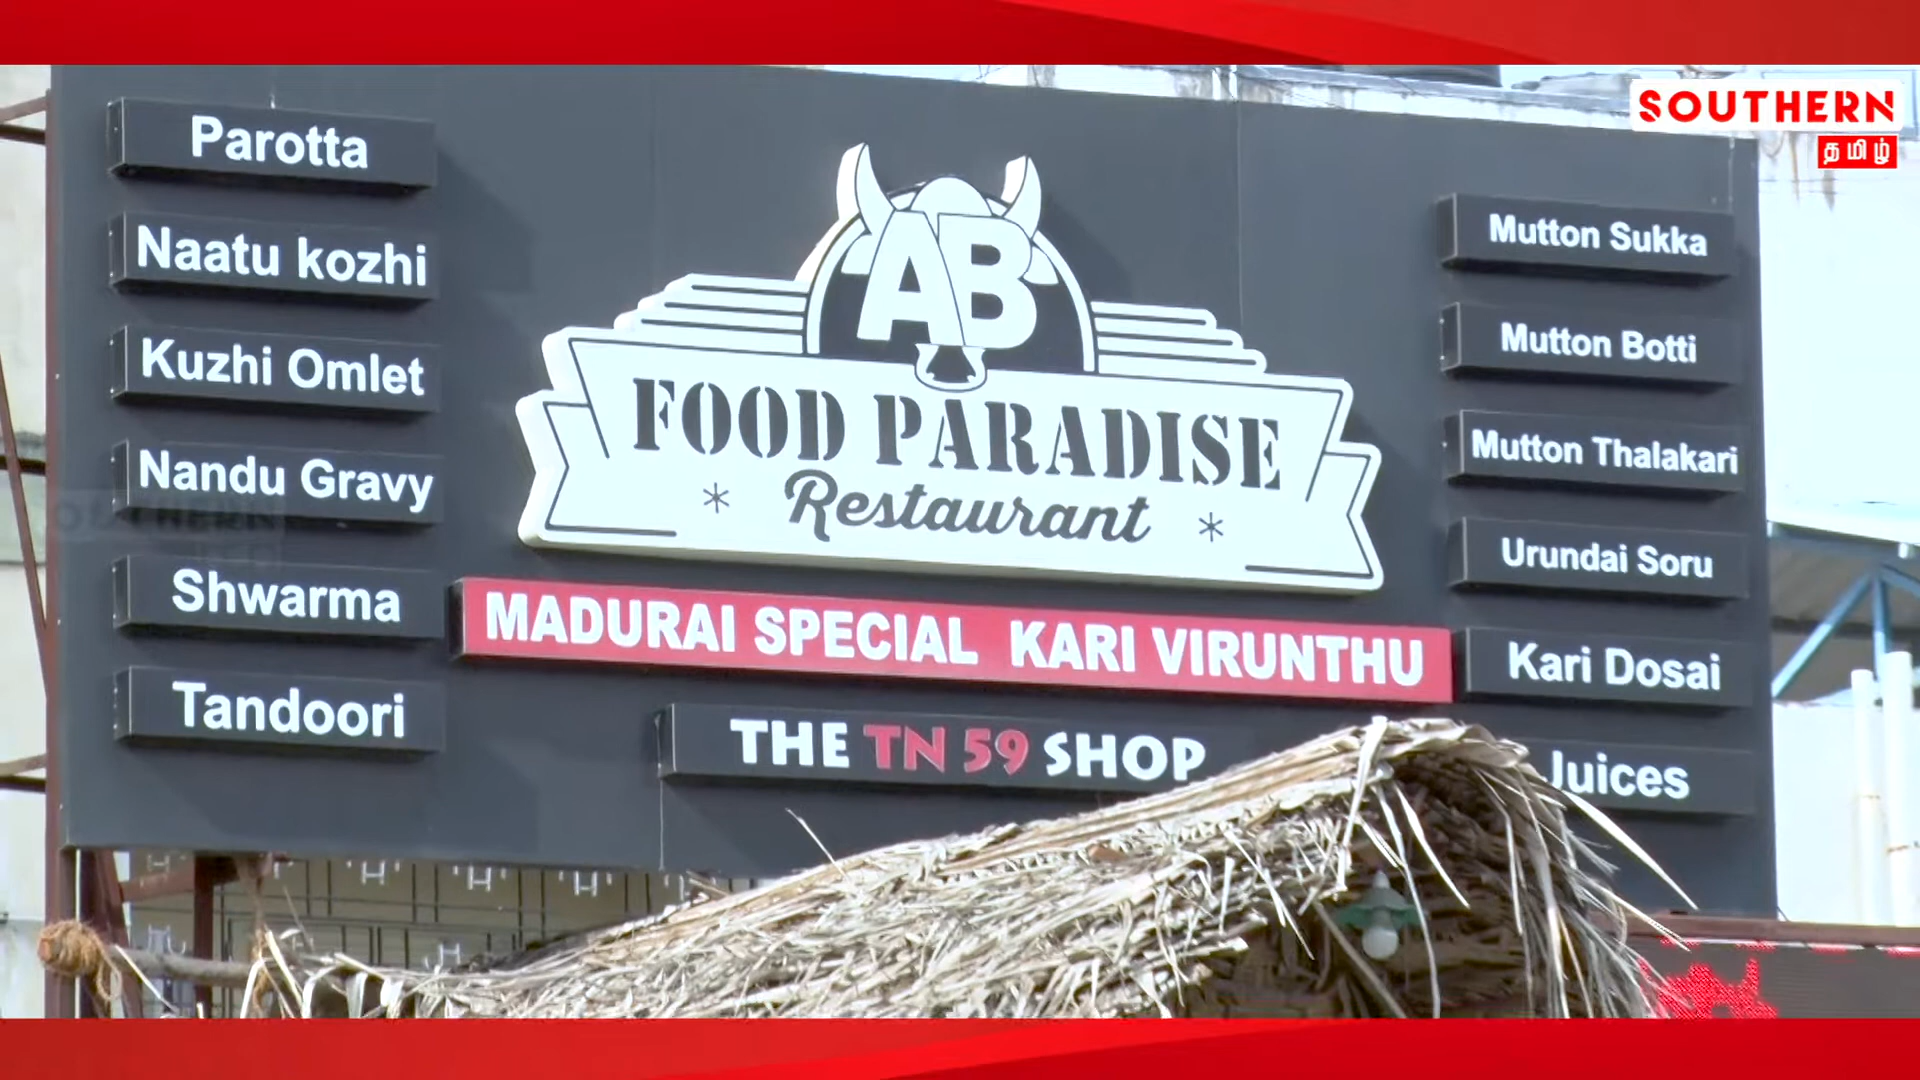 SOUTHERN
தமிழ்
Parotta
Naatu kozhi
Kuzhi Omlet
Nandu Gravy
Shwarma
Tandoori
AB
FOOD PARADISE
Restaurant
MADURAI SPECIAL KARI VIRUNTHU
THE TN 59 SHOP
Mutton Sukka
Mutton Botti
Mutton Thalakari
Urundai Soru
Kari Dosai
Juices
SOUTHERN